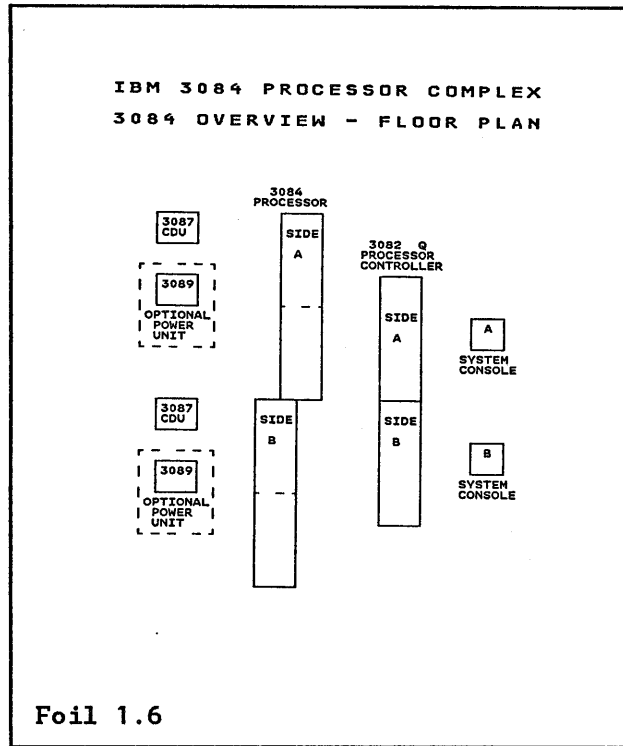 IBM 3084 PROCESSOR COMPLEX
3084 OVERVIEW - FLOOR PLAN
3084
PROCESSOR
3087
CDU
SIDE
A
3082 Q
PROCESSOR
CONTROLLER
3089
OPTIONAL
POWER
UNIT
SIDE
A
A
SYSTEM
CONSOLE
3087
CDU
SIDE
B
SIDE
B
3089
OPTIONAL
POWER
UNIT
B
SYSTEM
CONSOLE
Foil 1.6